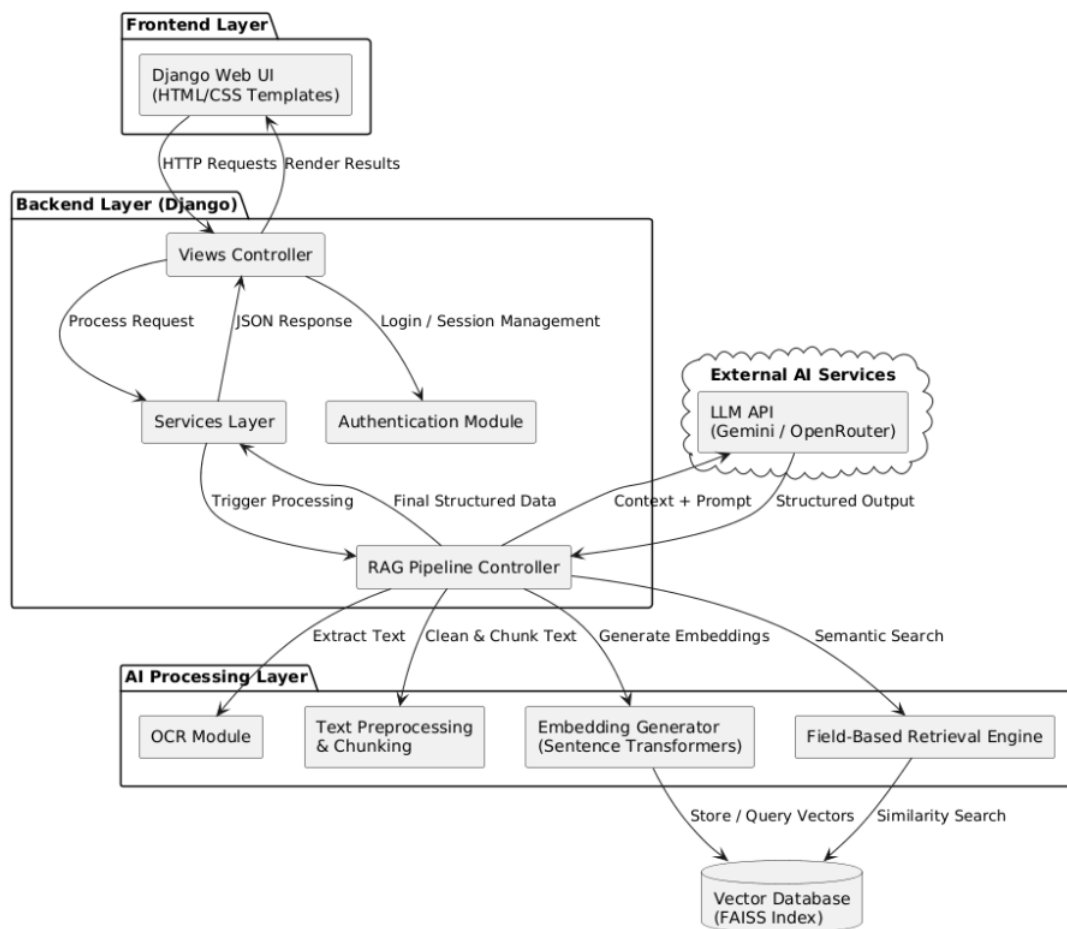 Frontend Layer
Django Web UI
(HTML/CSS Templates)
HTTP Requests
Render Results
Backend Layer (Django)
Views Controller
Process Request
JSON Response
Login / Session Management
External AI Services
LLM API
(Gemini / OpenRouter)
Services Layer
Authentication Module
Trigger Processing
Final Structured Data
Context + Prompt
Structured Output
RAG Pipeline Controller
Extract Text
Clean & Chunk Text
Generate Embeddings
Semantic Search
AI Processing Layer
OCR Module
Text Preprocessing
& Chunking
Embedding Generator
(Sentence Transformers)
Field-Based Retrieval Engine
Store / Query Vectors
Similarity Search
Vector Database
(FAISS Index)